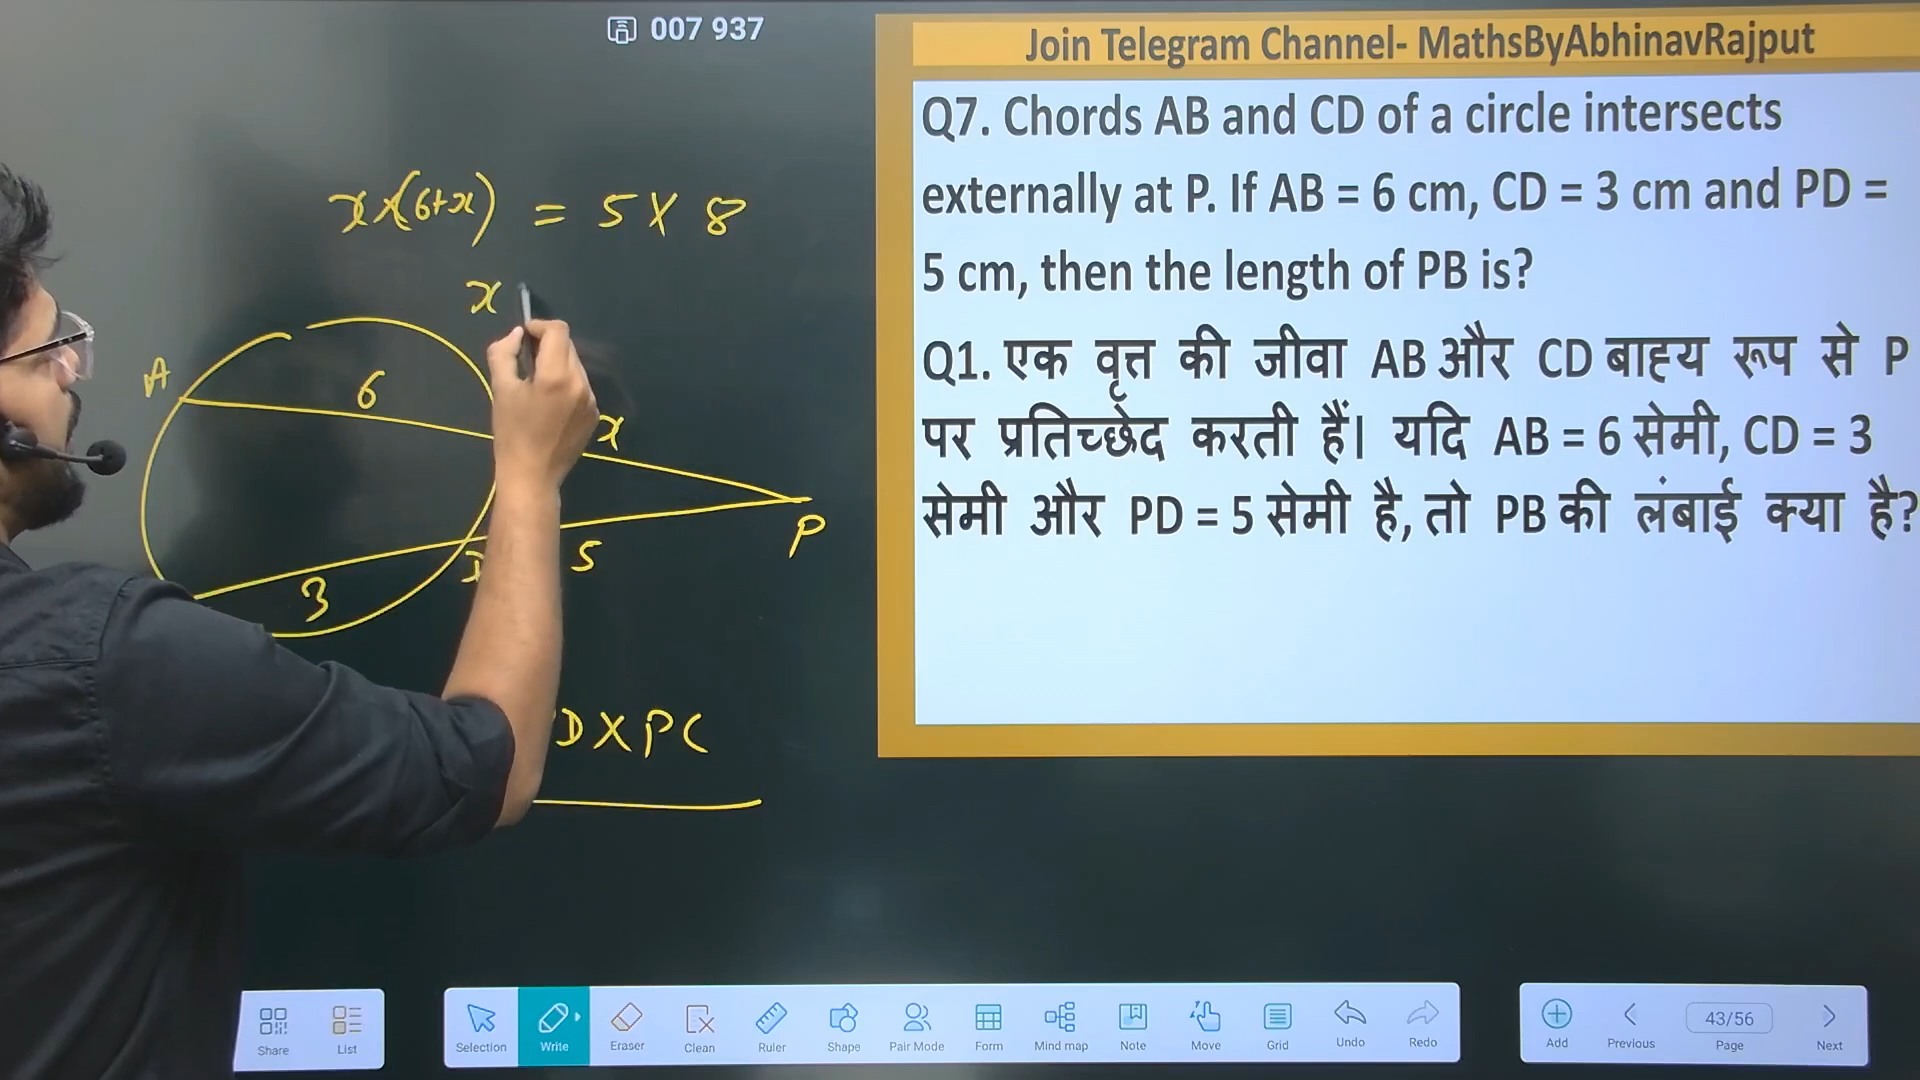 007 937
Join Telegram Channel- MathsByAbhinavRajput
Q7. Chords AB and CD of a circle intersects
externally at P. If AB = 6 cm, CD = 3 cm and PD =
5 cm, then the length of PB is?
Q1. एक वृत्त की जीवा AB और CD बाह्य रूप से P
पर प्रतिच्छेद करती हैं। यदि AB = 6 सेमी, CD = 3
सेमी और PD = 5 सेमी है, तो PB की लंबाई क्या है?
x×(6+x) = 5 × 8
x
A
6
x
P
5
3
D×PC
Share
List
Selection
Write
Eraser
Clean
Ruler
Shape
Pair Mode
Form
Mind map
Note
Move
Grid
Undo
Redo
Add
Previous
43/56
Page
Next